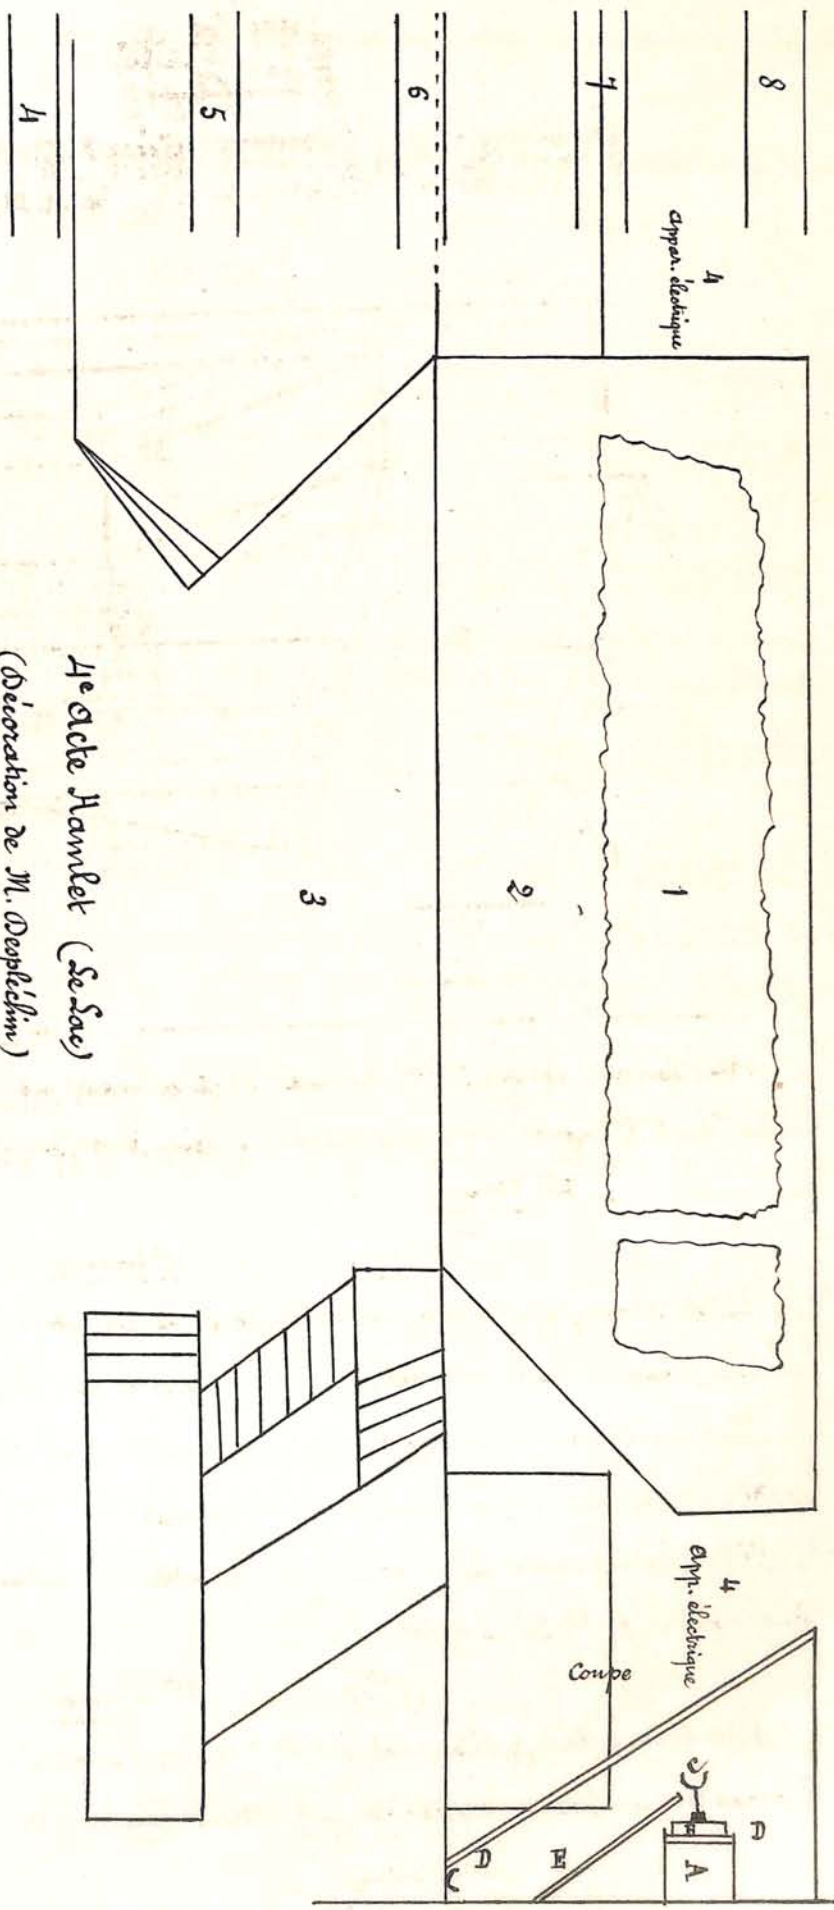 8
7
6
5
4
4
appar. électrique
1
2
3
4e Acte Hamlet (Le Lac)
(Décoration de M. Desplèchin)
4
app. électrique
Coupe
D
E
A
D